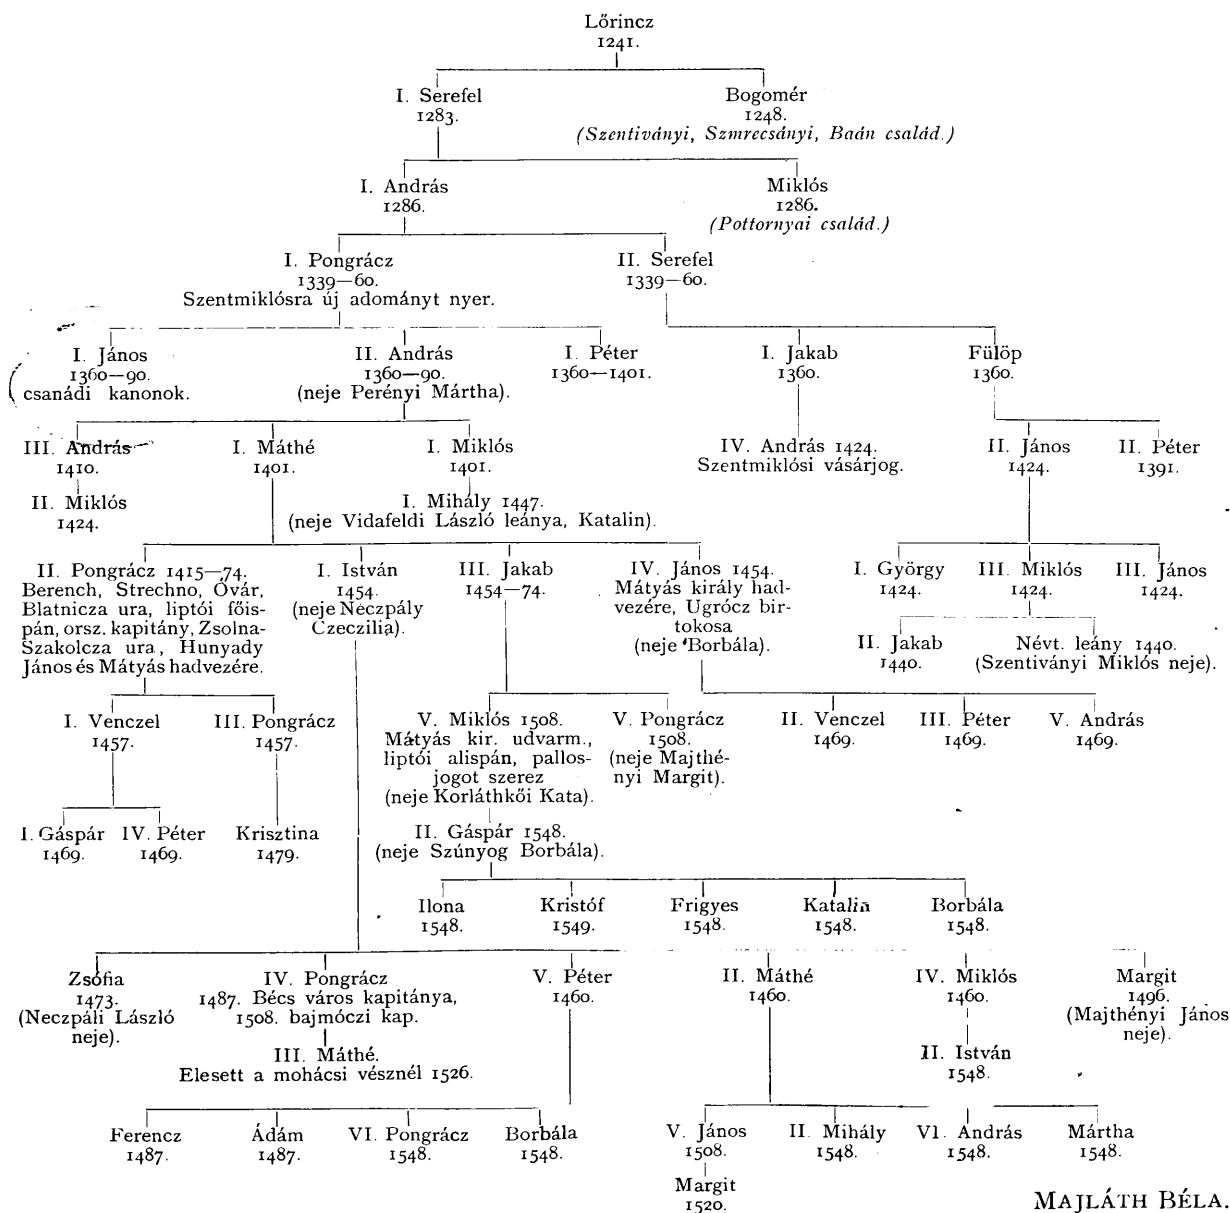 Lőrincz
1241.
I. Serefel
1283.
Bogomér
1248.
(Szentiványi, Szmrecsányi, Baán család.)
I. András
1286.
Miklós
1286.
(Pottornyai család.)
I. Pongrácz
1339—60.
Szentmiklósra új adományt nyer.
II. Serefel
1339—60.
I. János
1360—90.
csanádi kanonok.
II. András
1360—90.
(neje Perényi Mártha).
I. Péter
1360—1401.
I. Jakab
1360.
Fülöp
1360.
III. András
1410.
I. Máthé
1401.
I. Miklós
1401.
IV. András 1424.
Szentmiklósi vásárjog.
II. János
1424.
II. Péter
1391.
II. Miklós
1424.
I. Mihály 1447.
(neje Vidafeldi László leánya, Katalin).
II. Pongrácz 1415—74.
Berench, Strechno, Óvár,
Blatnicza ura, liptói főis-
pán, orsz. kapitány, Zsolna-
Szakolcza ura, Hunyady
János és Mátyás hadvezére.
I. István
1454.
(neje Neczpály
Czeczilia).
III. Jakab
1454—74.
IV. János 1454.
Mátyás király had-
vezére, Ugrócz bir-
tokosa
(neje Borbála).
I. György
1424.
III. Miklós
1424.
III. János
1424.
II. Jakab
1440.
Névt. leány 1440.
(Szentiványi Miklós neje).
I. Venczel
1457.
III. Pongrácz
1457.
V. Miklós 1508.
Mátyás kir. udvarm.,
liptói alispán, pallos-
jogot szerez
(neje Korláthkői Kata).
V. Pongrácz
1508.
(neje Majthé-
nyi Margit).
II. Venczel
1469.
III. Péter
1469.
V. András
1469.
I. Gáspár
1469.
IV. Péter
1469.
Krisztina
1479.
II. Gáspár 1548.
(neje Szúnyog Borbála).
Ilona
1548.
Kristóf
1549.
Frigyes
1548.
Katalin
1548.
Borbála
1548.
Zsófia
1473.
(Neczpáli László
neje).
IV. Pongrácz
1487. Bécs város kapitánya,
1508. bajmóczi kap.
V. Péter
1460.
II. Máthé
1460.
IV. Miklós
1460.
Margit
1496.
(Majthényi János
neje).
III. Máthé.
Elesett a mohácsi vésznél 1526.
II. István
1548.
Ferencz
1487.
Ádám
1487.
VI. Pongrácz
1548.
Borbála
1548.
V. János
1508.
II. Mihály
1548.
VI. András
1548.
Mártha
1548.
Margit
1520.
MAJLÁTH BÉLA.